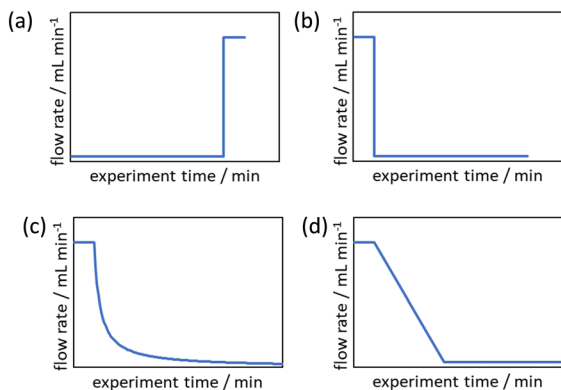 (a)
flow rate / mL min⁻¹
experiment time / min
(b)
flow rate / mL min⁻¹
experiment time / min
(c)
flow rate / mL min⁻¹
experiment time / min
(d)
flow rate / mL min⁻¹
experiment time / min